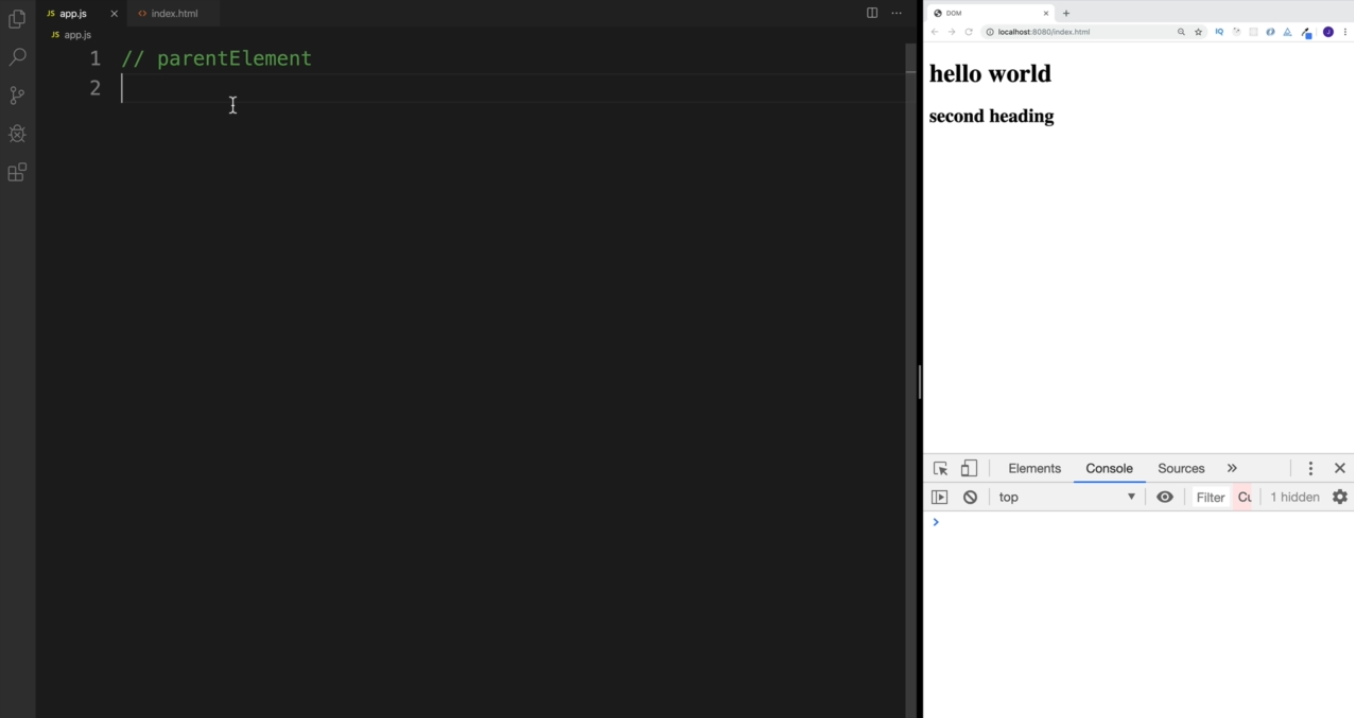 JS app.js
<> index.html
JS app.js
1 // parentElement
2
DOM
localhost:8080/index.html
IQ
J
hello world
second heading
Elements Console Sources
top Filter Cu 1 hidden